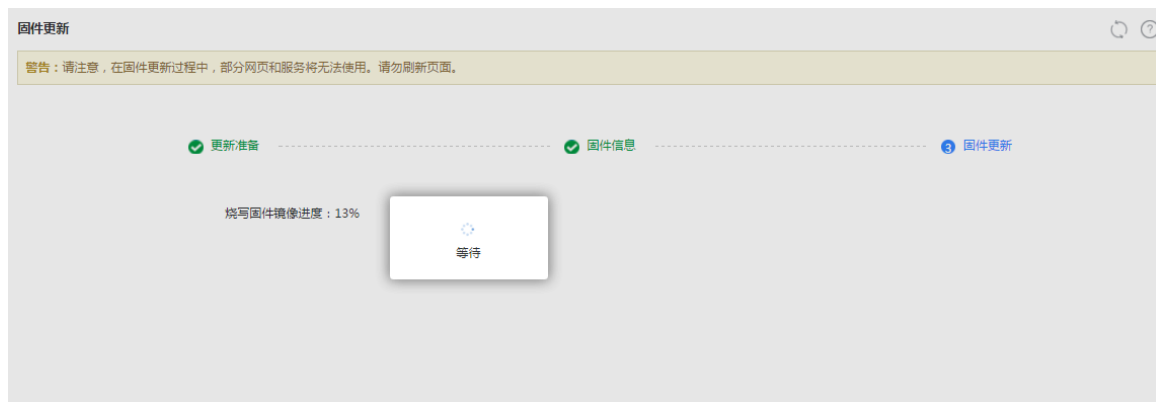 固件更新
警告：请注意，在固件更新过程中，部分网页和服务将无法使用。请勿刷新页面。
更新准备 固件信息 3 固件更新
烧写固件镜像进度：13%
等待